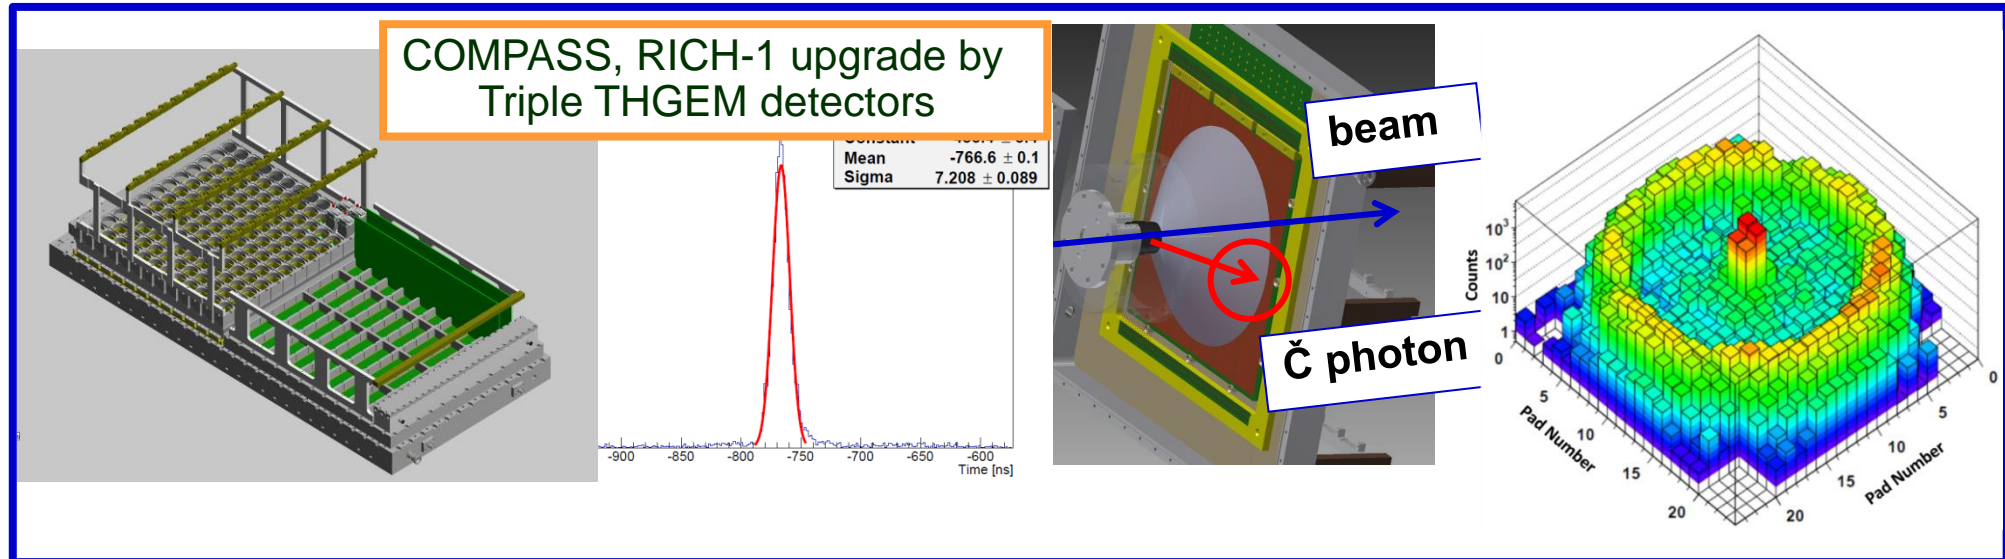 COMPASS, RICH-1 upgrade by
Triple THGEM detectors
Mean -766.6 ± 0.1
Sigma 7.208 ± 0.089
-900 -850 -800 -750 -700 -650 -600
Time [ns]
beam
Č photon
Counts
10³
10²
10
1
0
5
10
15
20
Pad Number
0
5
10
15
20
Pad Number